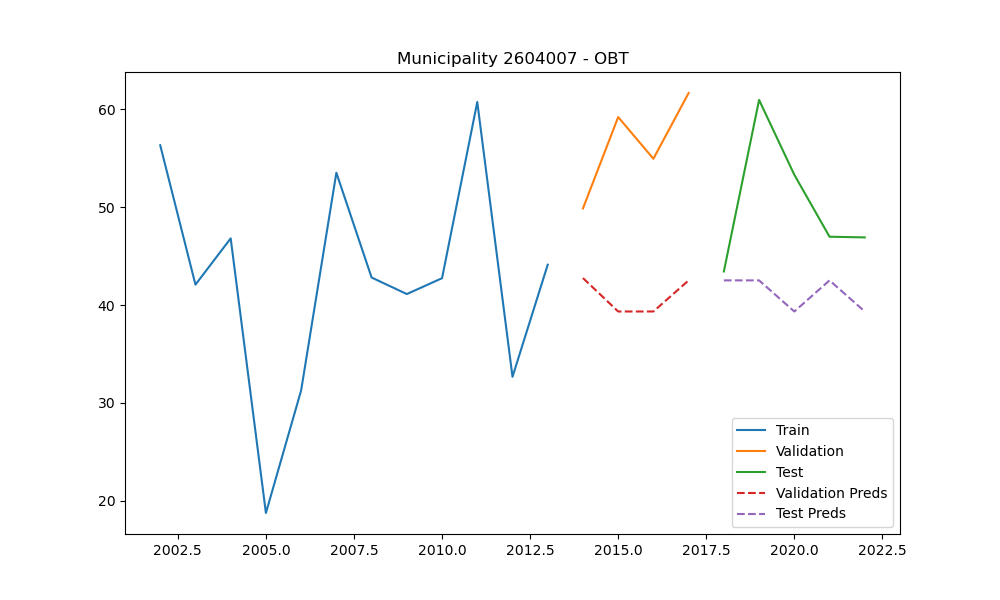 Municipality 2604007 - OBT
60
50
40
30
20
2002.5 2005.0 2007.5 2010.0 2012.5 2015.0 2017.5 2020.0 2022.5
Train
Validation
Test
Validation Preds
Test Preds